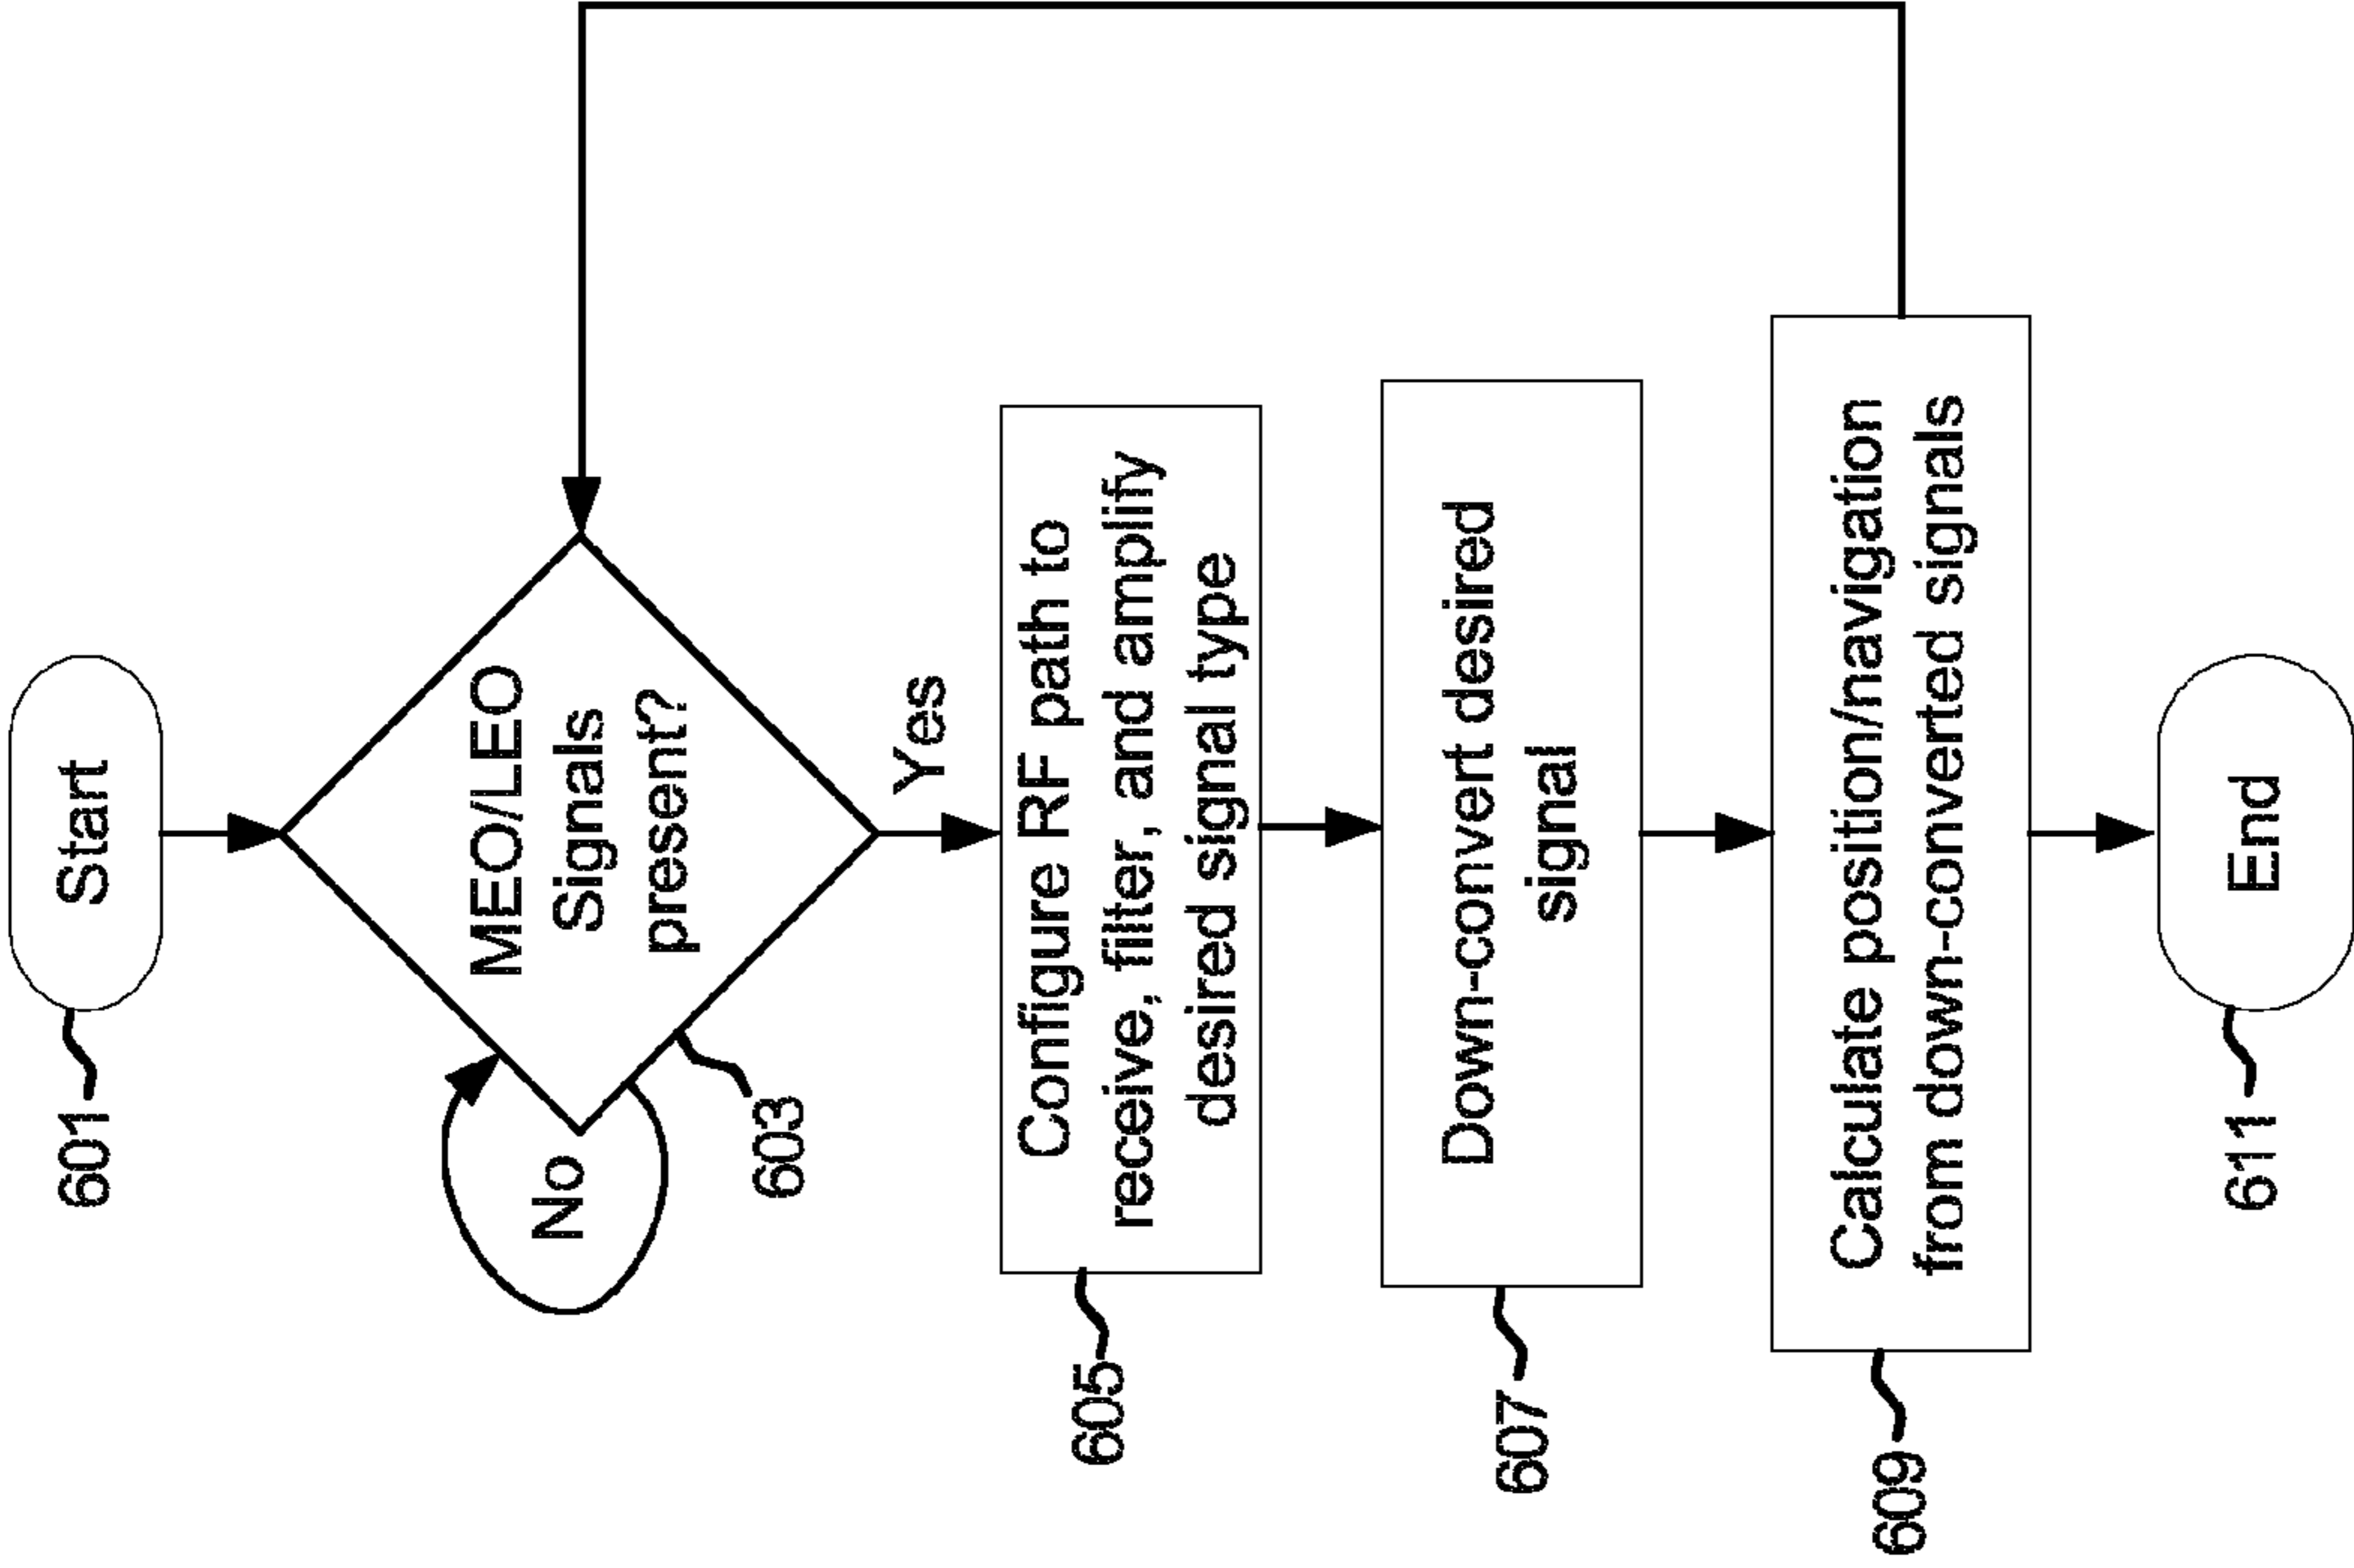 Start
601
MEO/LEO
Signals
present?
No
603
Yes
Configure RF path to
receive, filter, and amplify
desired signal type
605
Down-convert desired
signal
607
Calculate position/navigation
from down-converted signals
609
End
611